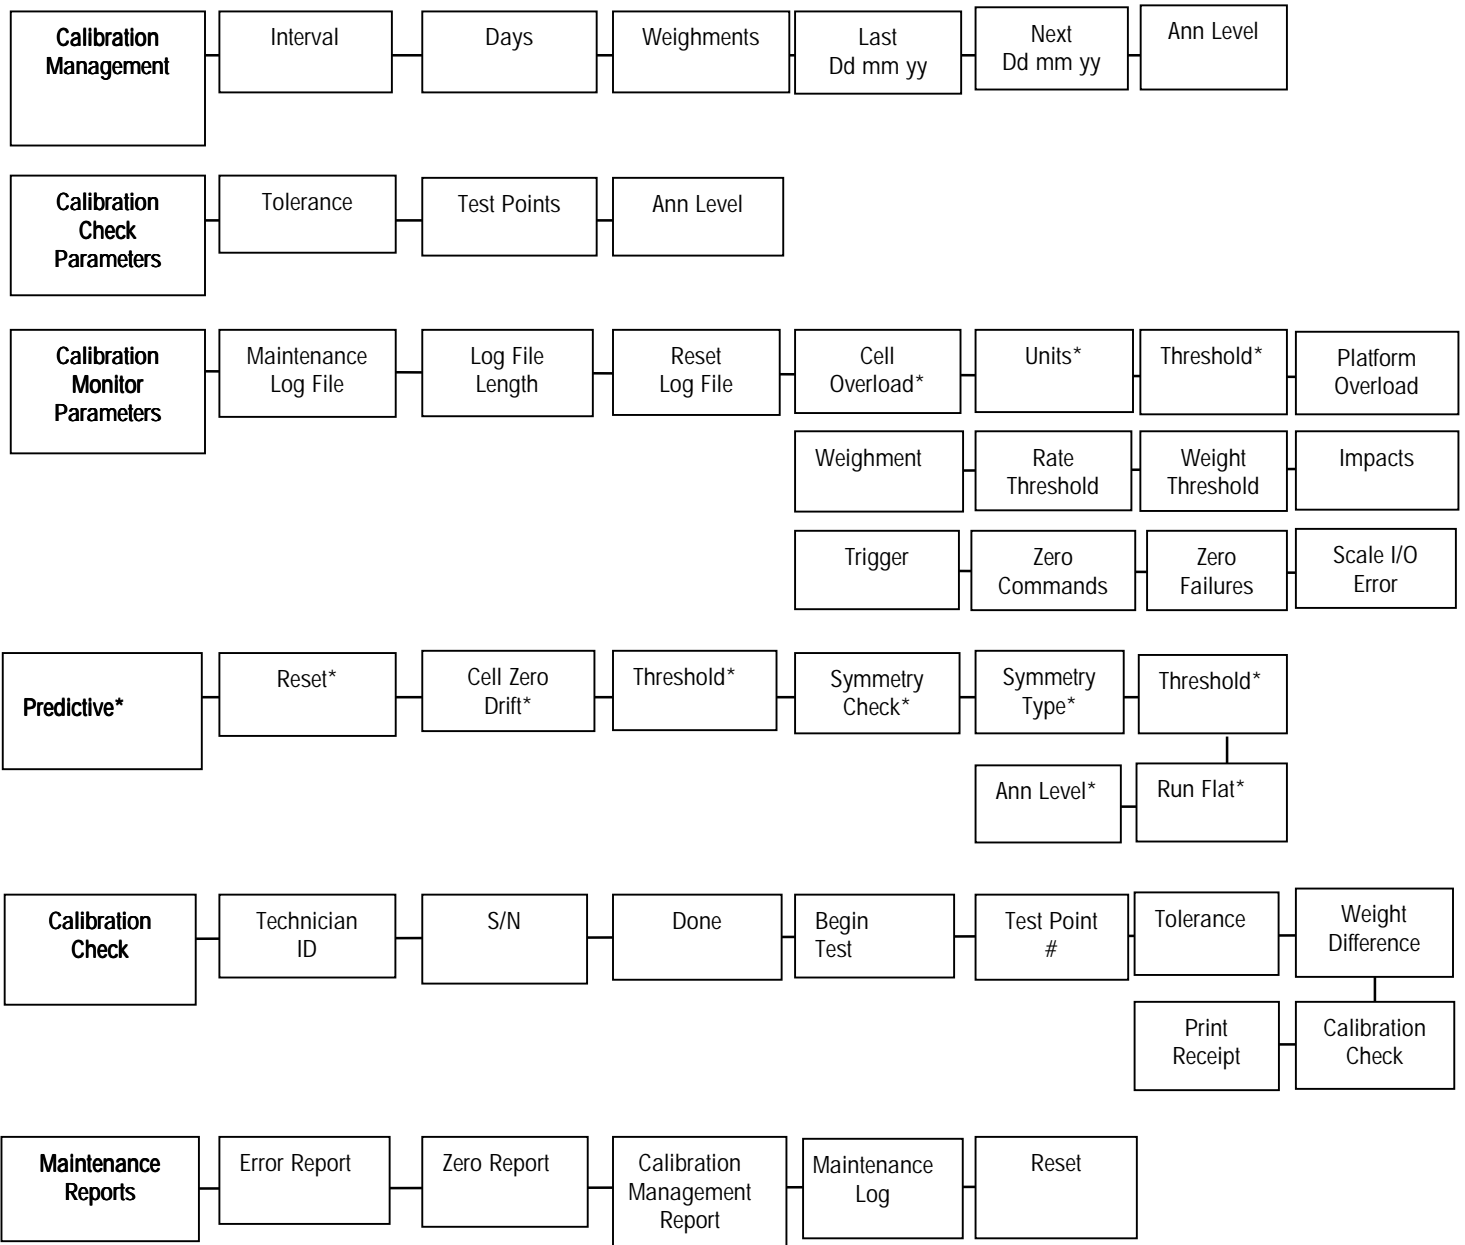 Calibration
Management
Interval
Days
Weighments
Last
Dd mm yy
Next
Dd mm yy
Ann Level
Calibration
Check
Parameters
Tolerance
Test Points
Ann Level
Calibration
Monitor
Parameters
Maintenance
Log File
Log File
Length
Reset
Log File
Cell
Overload*
Units*
Threshold*
Platform
Overload
Weighment
Rate
Threshold
Weight
Threshold
Impacts
Trigger
Zero
Commands
Zero
Failures
Scale I/O
Error
Predictive*
Reset*
Cell Zero
Drift*
Threshold*
Symmetry
Check*
Symmetry
Type*
Threshold*
Ann Level*
Run Flat*
Calibration
Check
Technician
ID
S/N
Done
Begin
Test
Test Point
#
Tolerance
Weight
Difference
Print
Receipt
Calibration
Check
Maintenance
Reports
Error Report
Zero Report
Calibration
Management
Report
Maintenance
Log
Reset